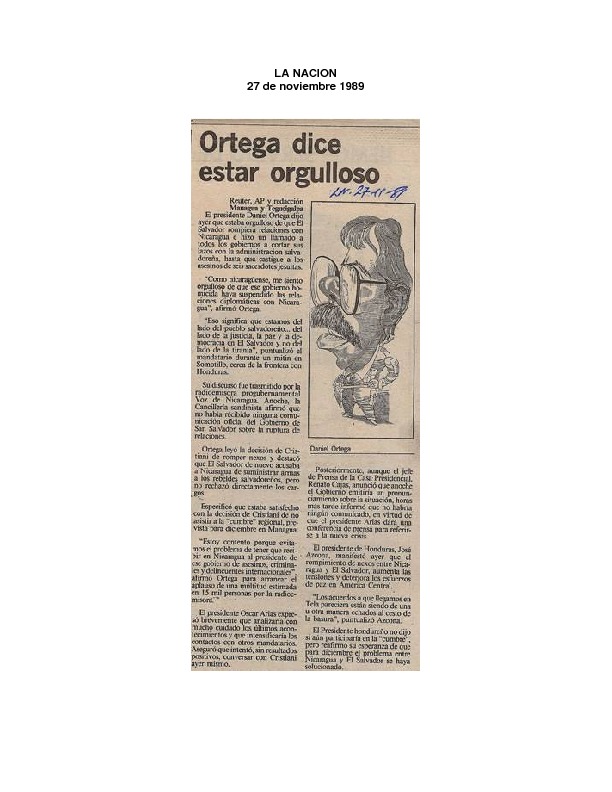 LA NACION
27 de noviembre 1989
Ortega dice
estar orgulloso
LN-27-11-89
Reuter, AP y redacción
Managua y Tegucigalpa
El presidente Daniel Ortega dijo
ayer que estaba orgulloso de que El
Salvador rompiera relaciones con
Nicaragua e hizo un llamado a
todos los gobiernos a cortar sus
lazos con la administración salva-
doreña, hasta que castigue a los
asesinos de seis sacerdotes jesuitas.
"Como nicaragüense, me siento
orgulloso de que ese gobierno ho-
micida haya suspendido las rela-
ciones diplomáticas con Nicara-
gua", afirmó Ortega.
"Eso significa que estamos del
lado del pueblo salvadoreño... del
lado de la justicia, la paz y la de-
mocracia en El Salvador y no del
lado de la tiranía", puntualizó el
mandatario durante un mitin en
Somotillo, cerca de la frontera con
Honduras.
Su discurso fue trasmitido por la
radioemisora progubernamental
Voz de Nicaragua. Anoche, la
Cancillería sandinista afirmó que
no había recibido ninguna comu-
nicación oficial del Gobierno de
San Salvador sobre la ruptura de
relaciones.
Ortega leyó la decisión de Cris-
tiani de romper nexos y destacó
que El Salvador de nuevo acusaba
a Nicaragua de suministrar armas
a los rebeldes salvadoreños, pero
no rechazó directamente los car-
gos.
Especificó que estaba satisfecho
con la decisión de Cristiani de no
asistir a la "cumbre" regional, pre-
vista para diciembre en Managua.
"Estoy contento porque evita-
mos el problema de tener que reci-
bir en Nicaragua al presidente de
ese gobierno de asesinos, crimina-
les y delincuentes internacionales"
afirmó Ortega para arrancar el
aplauso de una multitud estimada
en 15 mil personas por la radioe-
misora."
El presidente Oscar Arias expre-
só brevemente que analizaría con
mucho cuidado los últimos acon-
tecimientos y que intensificaría los
contactos con otros mandatarios.
Aseguró que intentó, sin resultados
positivos, conversar con Cristiani
ayer mismo.
Daniel Ortega
Posteriormente, aunque el jefe
de Prensa de la Casa Presidencial,
Renato Cajas, anunció que anoche
el Gobierno emitiría un pronun-
ciamiento sobre la situación, horas
más tarde informó que no habría
ningún comunicado, en virtud de
que el presidente Arias dará una
conferencia de prensa para referir-
se a la nueva crisis.
El presidente de Honduras, José
Azcona, manifestó ayer que el
rompimiento de nexos entre Nica-
ragua y El Salvador, aumenta las
tensiones y deteriora los esfuerzos
de paz en América Central.
"Los acuerdos a que llegamos en
Tela pareciera están siendo de una
u otra manera echados al cesto de
la basura", puntualizó Azcona.
El Presidente hondureño no dijo
si aún participaría en la "cumbre",
pero reafirmó su esperanza de que
para diciembre el problema entre
Nicaragua y El Salvador se haya
solucionado.